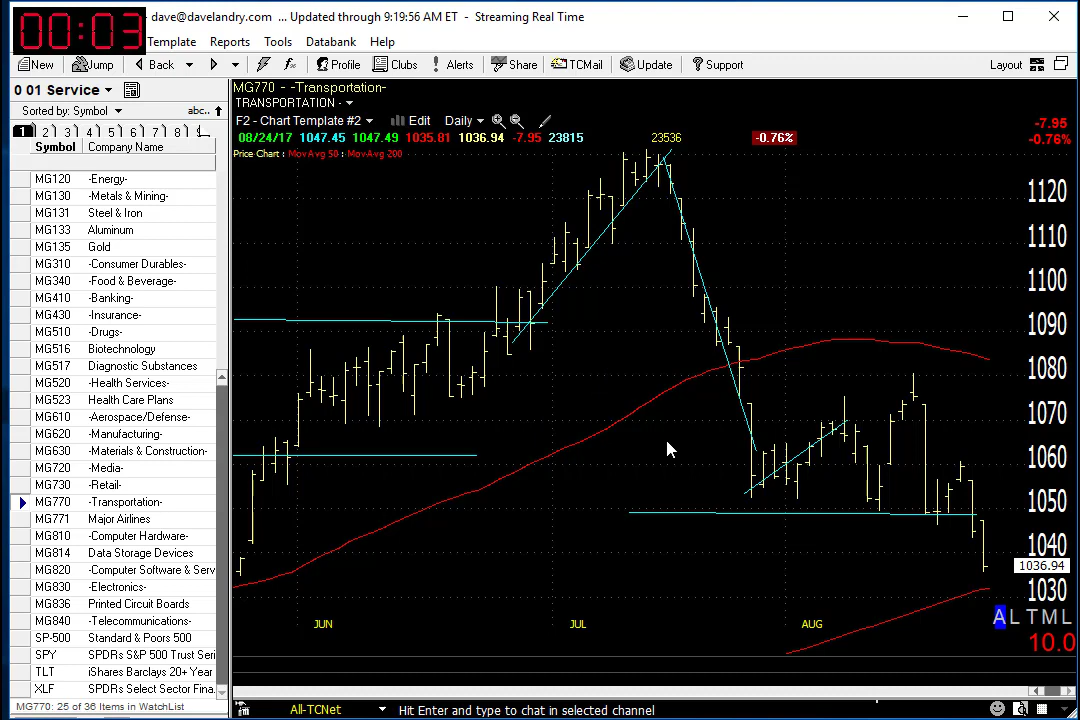 00:03
dave@davelandry.com ... Updated through 9:19:56 AM ET - Streaming Real Time
Template Reports Tools Databank Help
New Jump Back Profile Clubs Alerts Share TCMail Update Support Layout
0 01 Service
Sorted by: Symbol abc..
1 2 3 4 5 6 7 8
Symbol Company Name
MG120 -Energy-
MG130 -Metals & Mining-
MG131 Steel & Iron
MG133 Aluminum
MG135 Gold
MG310 -Consumer Durables-
MG340 -Food & Beverage-
MG410 -Banking-
MG430 -Insurance-
MG510 -Drugs-
MG516 Biotechnology
MG517 Diagnostic Substances
MG520 -Health Services-
MG523 Health Care Plans
MG610 -Aerospace/Defense-
MG620 -Manufacturing-
MG630 -Materials & Construction-
MG720 -Media-
MG730 -Retail-
MG770 -Transportation-
MG771 Major Airlines
MG810 -Computer Hardware-
MG814 Data Storage Devices
MG820 -Computer Software & Serv
MG830 -Electronics-
MG836 Printed Circuit Boards
MG840 -Telecommunications-
SP-500 Standard & Poors 500
SPY SPDRs S&P 500 Trust Seri
TLT iShares Barclays 20+ Year
XLF SPDRs Select Sector Fina
MG770: 25 of 36 Items in WatchList
MG770 - -Transportation-
TRANSPORTATION -
F2 - Chart Template #2 Edit Daily
08/24/17 1047.45 1047.49 1035.81 1036.94 -7.95 23815 23536 -0.76%
Price Chart : MovAvg 50 : MovAvg 200
-7.95
-0.76%
1120
1110
1100
1090
1080
1070
1060
1050
1040
1036.94
1030
JUN JUL AUG
A L T M L
10.0
All-TCNet Hit Enter and type to chat in selected channel